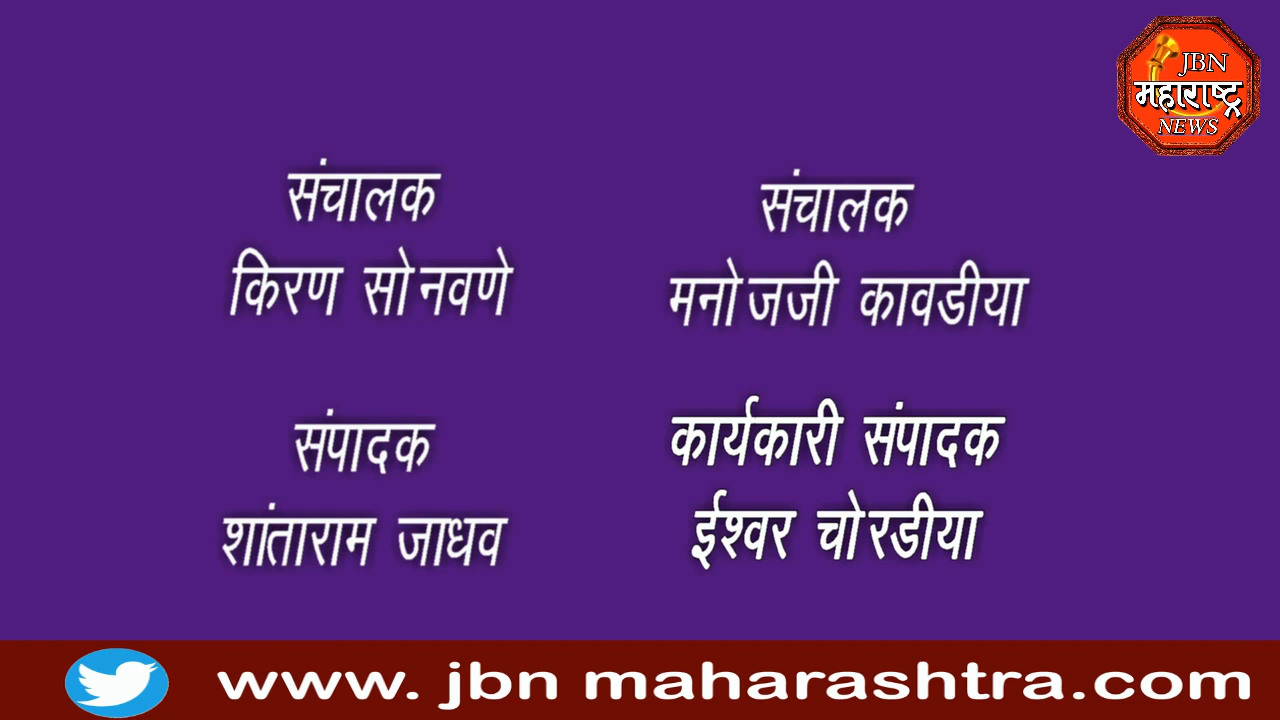 JBN
महाराष्ट्र
NEWS
संचालक
किरण सोनवणे
संचालक
मनोजजी कावडीया
संपादक
शांताराम जाधव
कार्यकारी संपादक
ईश्वर चोरडीया
www. jbn maharashtra.com